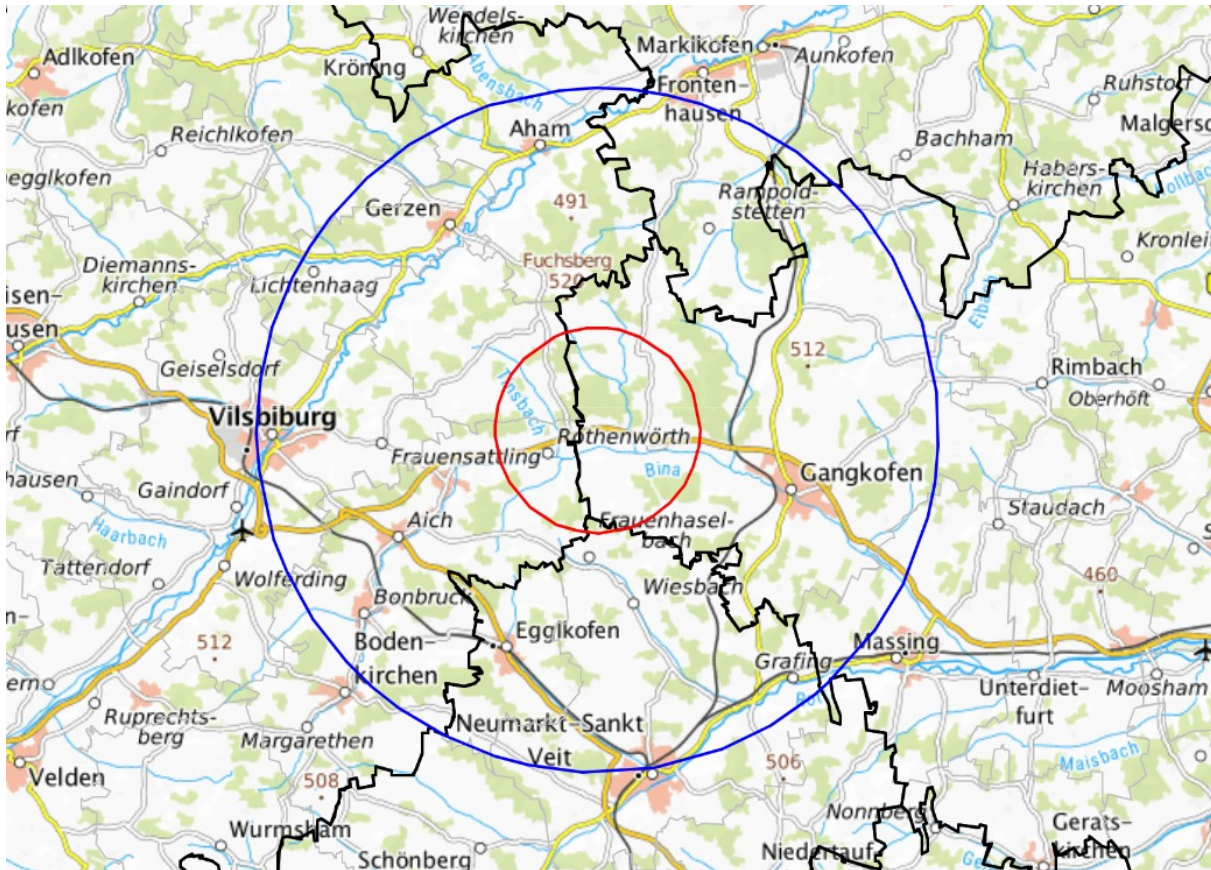 Wendels-
kirchen
Adlkofen
Kröning
Markikofen
Aunkofen
Fronten-
hausen
Ruhstorf
kofen
Reichlkofen
Aham
Bachham
Malgersd
egglkofen
Habers-
kirchen
Rampold-
stetten
Gerzen
491
Kronleit
Diemanns-
kirchen
Fuchsberg
520
Lichtenhaag
isen-
usen
Elbach
Geiselsdorf
512
Rimbach
Oberhöft
Vilsbiburg
Rothenwörth
Frauensattling
Bina
Gangkofen
hausen
Gaindorf
Aich
Frauenhasel-
bach
Staudach
Haarbach
Tattendorf
Wolferding
Wiesbach
460
Bonbruck
512
Boden-
kirchen
Egglkofen
Massing
Grafing
Unterdiet-
furt
Moosham
Ruprechts-
berg
Neumarkt-Sankt
Veit
Margarethen
Maisbach
Velden
508
506
Nonnberg
Wurmsham
Schönberg
Niedertauf
Gerats-
kirchen